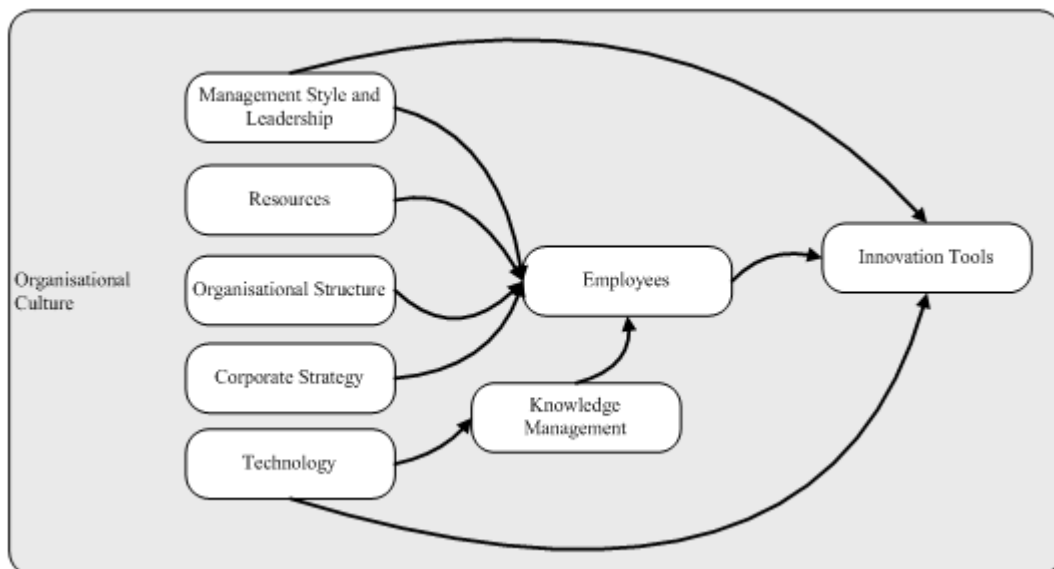 Management Style and
Leadership
Resources
Organisational
Culture
Organisational Structure
Employees
Innovation Tools
Corporate Strategy
Knowledge
Management
Technology